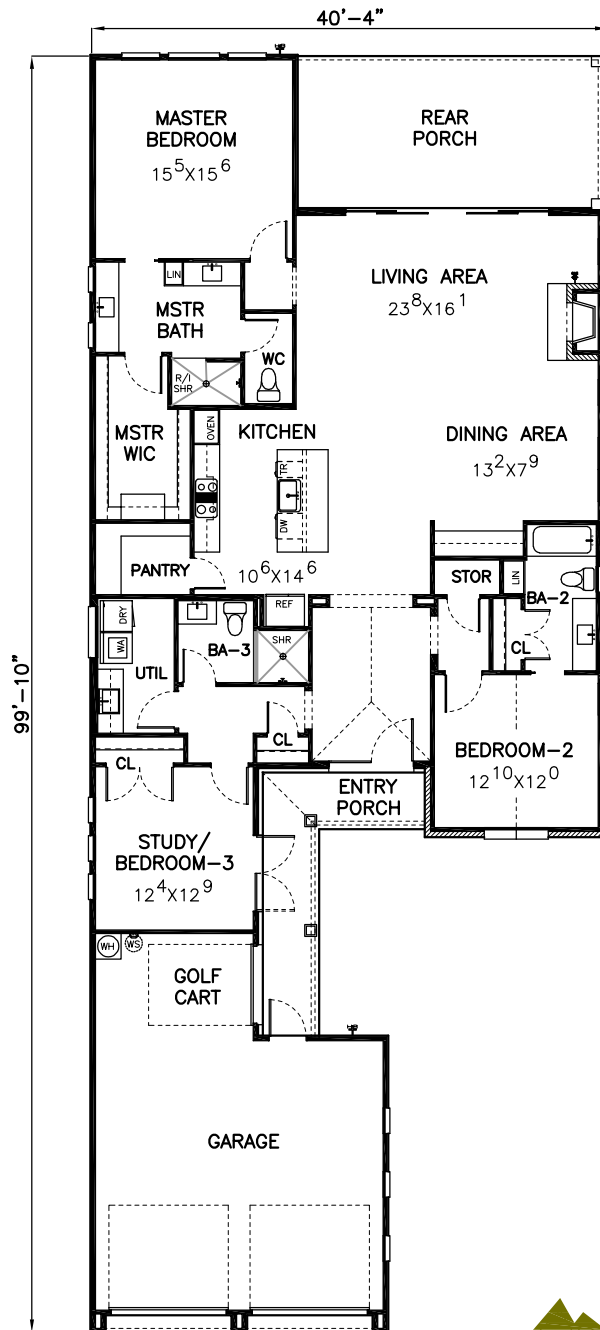 40'-4"
MASTER
BEDROOM
15⁵X15⁶
REAR
PORCH
LIN
MSTR
BATH
LIVING AREA
23⁸X16¹
WC
R/I
SHR
MSTR
WIC
OVEN
KITCHEN
TR
DW
DINING AREA
13²X7⁹
PANTRY
10⁶X14⁶
STOR
LIN
BA-2
REF
DRY
WA
UTIL
BA-3
SHR
CL
99'-10"
CL
CL
BEDROOM-2
12¹⁰X12⁰
ENTRY
PORCH
STUDY/
BEDROOM-3
12⁴X12⁹
WH
WS
GOLF
CART
GARAGE